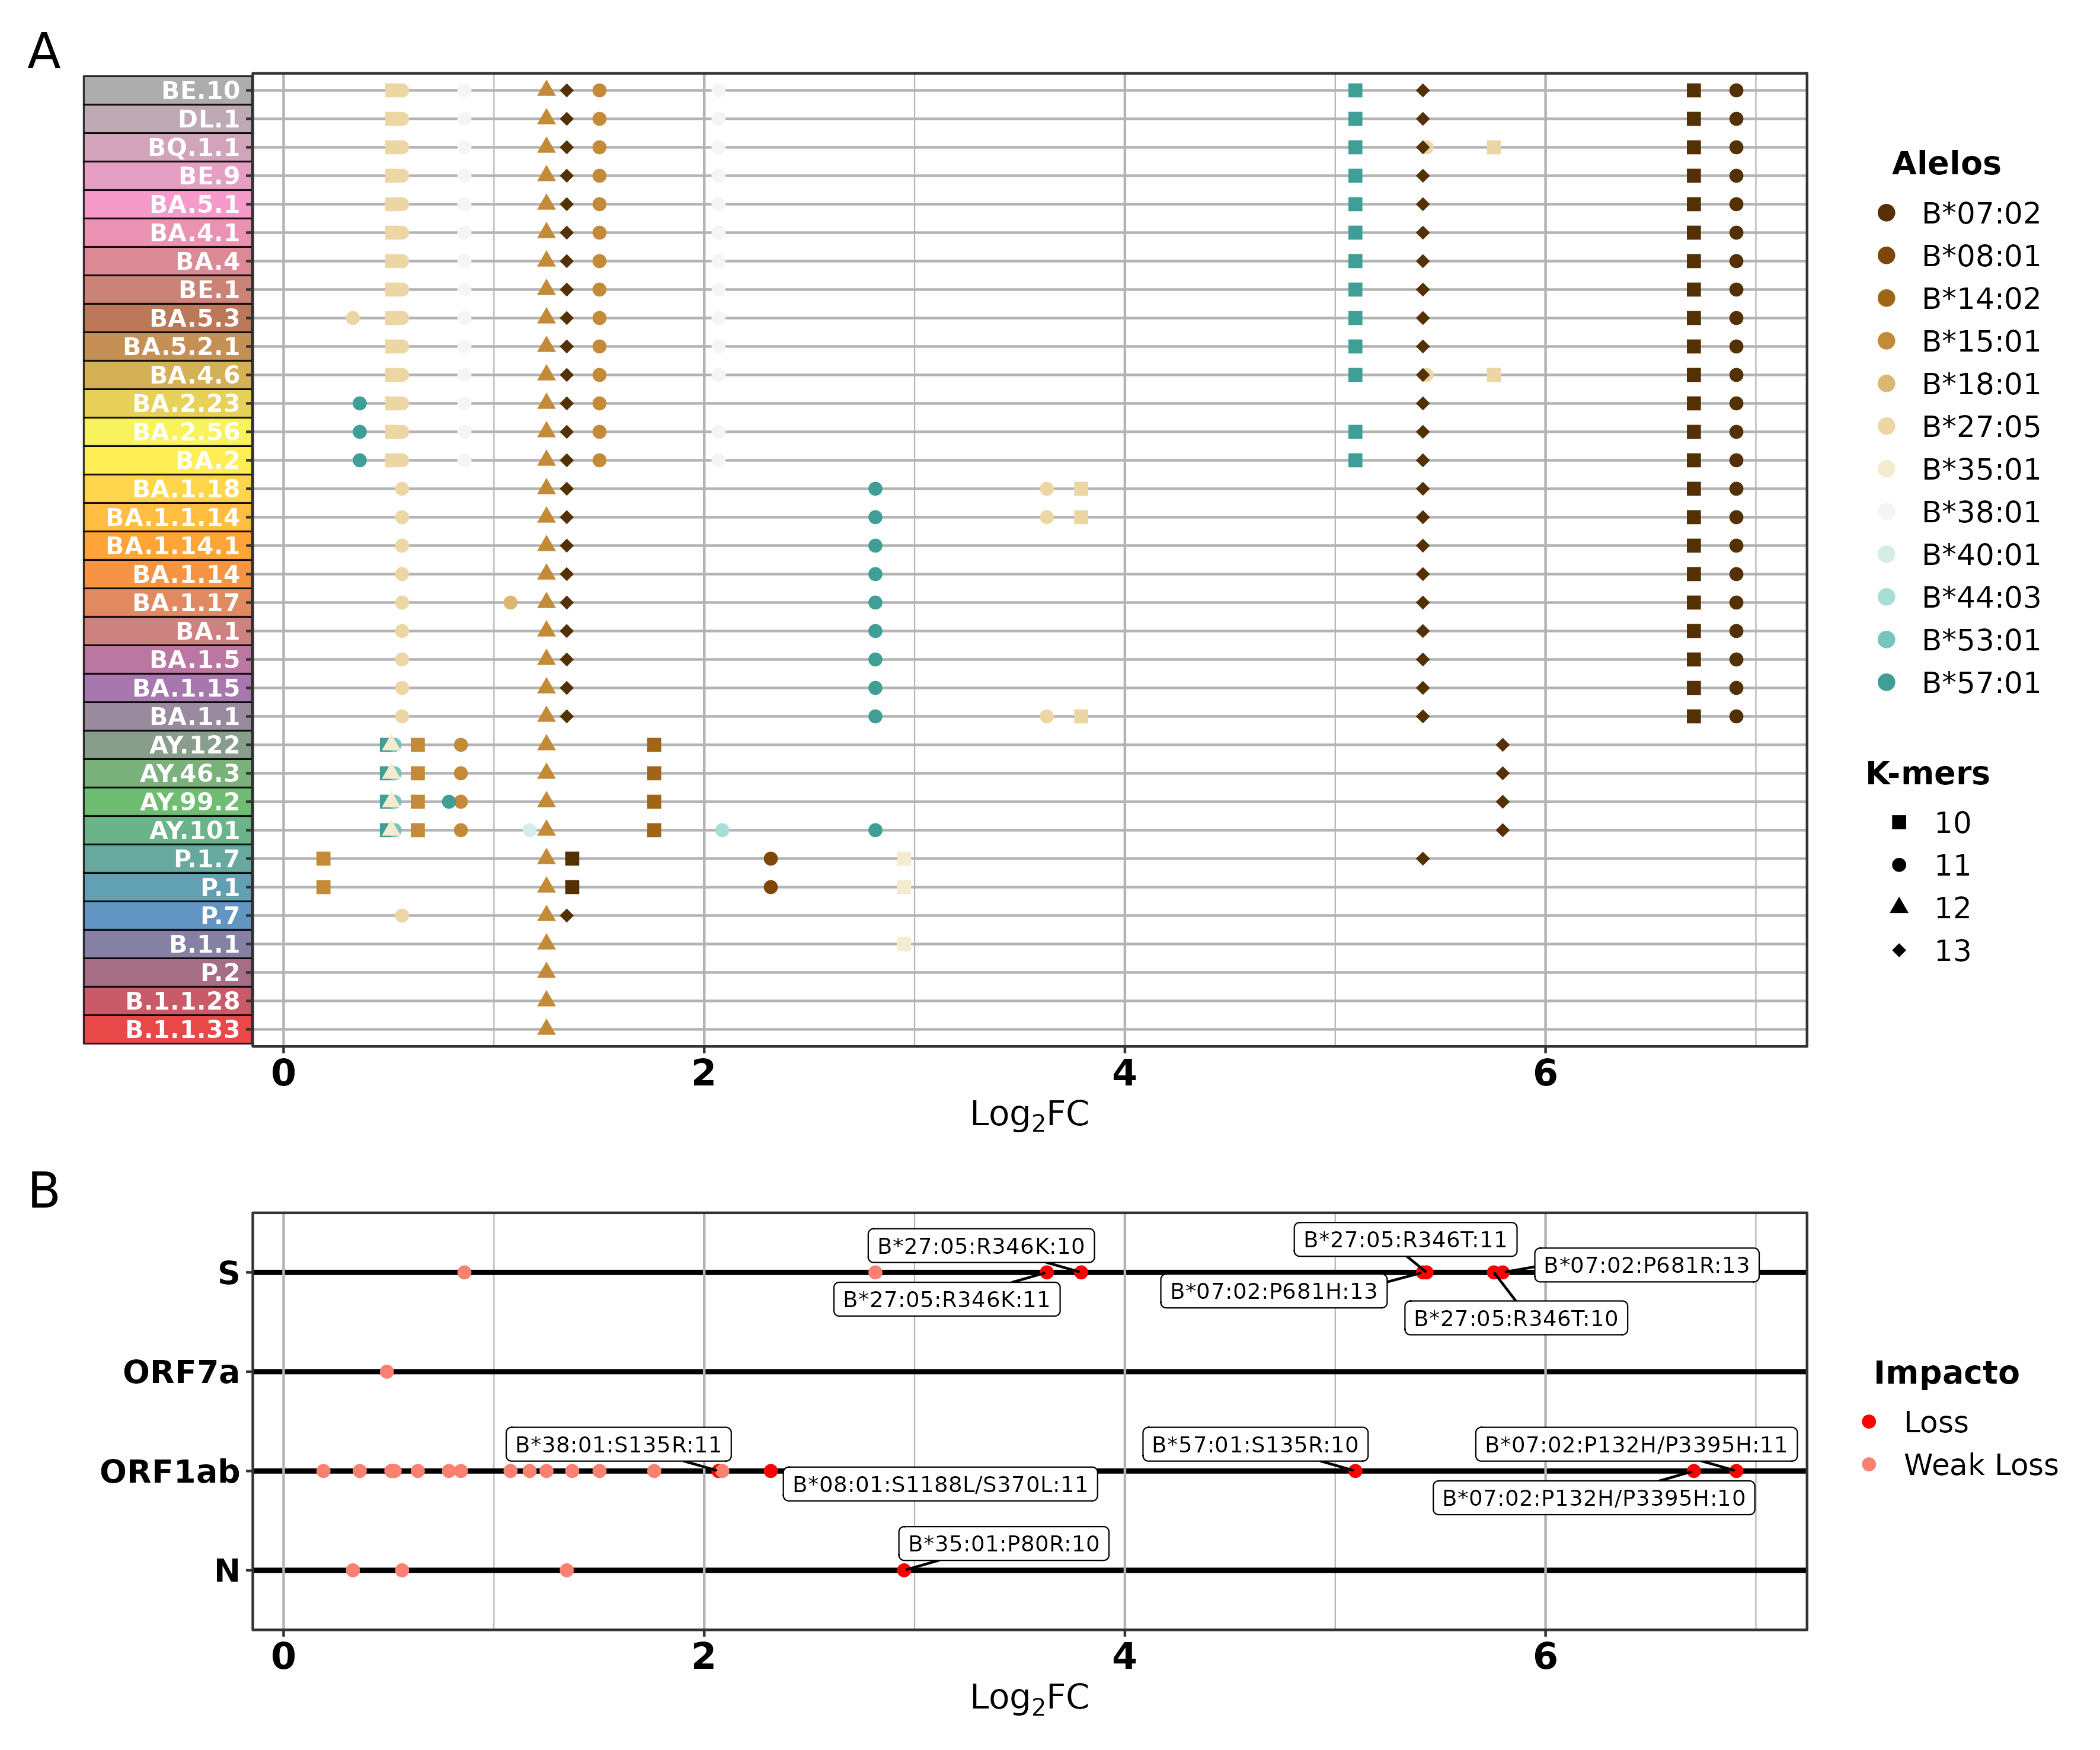 A
BE.10
DL.1
BQ.1.1
BE.9
BA.5.1
BA.4.1
BA.4
BE.1
BA.5.3
BA.5.2.1
BA.4.6
BA.2.23
BA.2.56
BA.2
BA.1.18
BA.1.1.14
BA.1.14.1
BA.1.14
BA.1.17
BA.1
BA.1.5
BA.1.15
BA.1.1
AY.122
AY.46.3
AY.99.2
AY.101
P.1.7
P.1
P.7
B.1.1
P.2
B.1.1.28
B.1.1.33
0 2 4 6
Log2FC
Alelos
B*07:02
B*08:01
B*14:02
B*15:01
B*18:01
B*27:05
B*35:01
B*38:01
B*40:01
B*44:03
B*53:01
B*57:01
K-mers
10
11
12
13
B
S
ORF7a
ORF1ab
N
B*27:05:R346T:11
B*27:05:R346K:10
B*07:02:P681R:13
B*07:02:P681H:13
B*27:05:R346K:11
B*27:05:R346T:10
B*38:01:S135R:11
B*57:01:S135R:10
B*07:02:P132H/P3395H:11
B*08:01:S1188L/S370L:11
B*07:02:P132H/P3395H:10
B*35:01:P80R:10
0 2 4 6
Log2FC
Impacto
Loss
Weak Loss